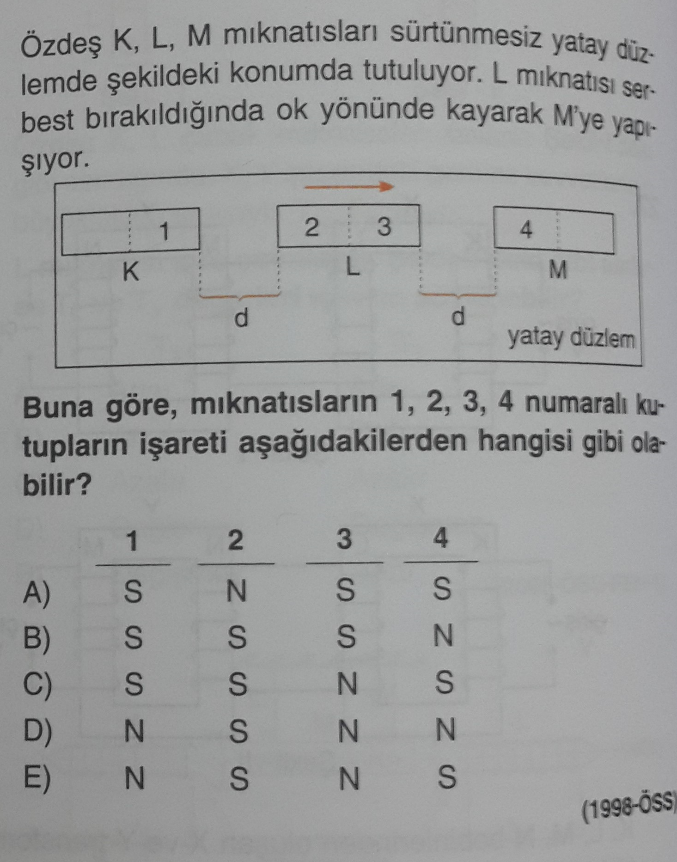 Özdeş K, L, M mıknatısları sürtünmesiz yatay düz-
lemde şekildeki konumda tutuluyor. L mıknatısı ser-
best bırakıldığında ok yönünde kayarak M'ye yapı-
şıyor.
1 2 3 4
K L M
d d
yatay düzlem
Buna göre, mıknatısların 1, 2, 3, 4 numaralı ku-
tupların işareti aşağıdakilerden hangisi gibi ola-
bilir?
1 2 3 4
A) S N S S
B) S S S N
C) S S N S
D) N S N N
E) N S N S
(1998-ÖSS)